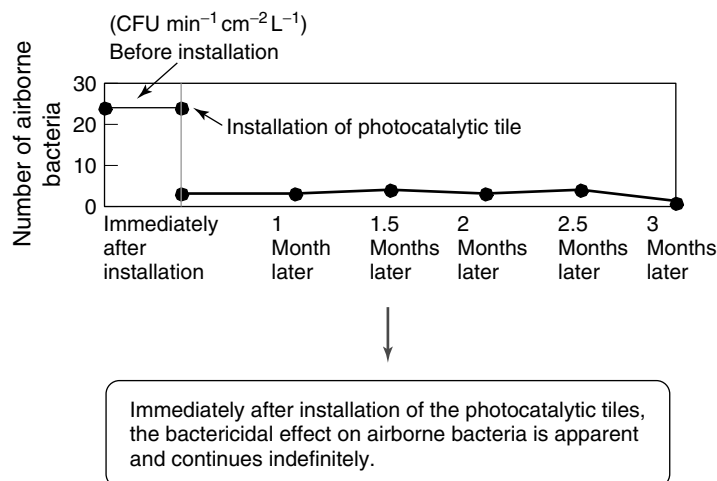 (CFU min⁻¹ cm⁻² L⁻¹)
Before installation
Number of airborne
bacteria
30
20
10
0
Installation of photocatalytic tile
Immediately
after
installation
1
Month
later
1.5
Months
later
2
Months
later
2.5
Months
later
3
Months
later
Immediately after installation of the photocatalytic tiles,
the bactericidal effect on airborne bacteria is apparent
and continues indefinitely.